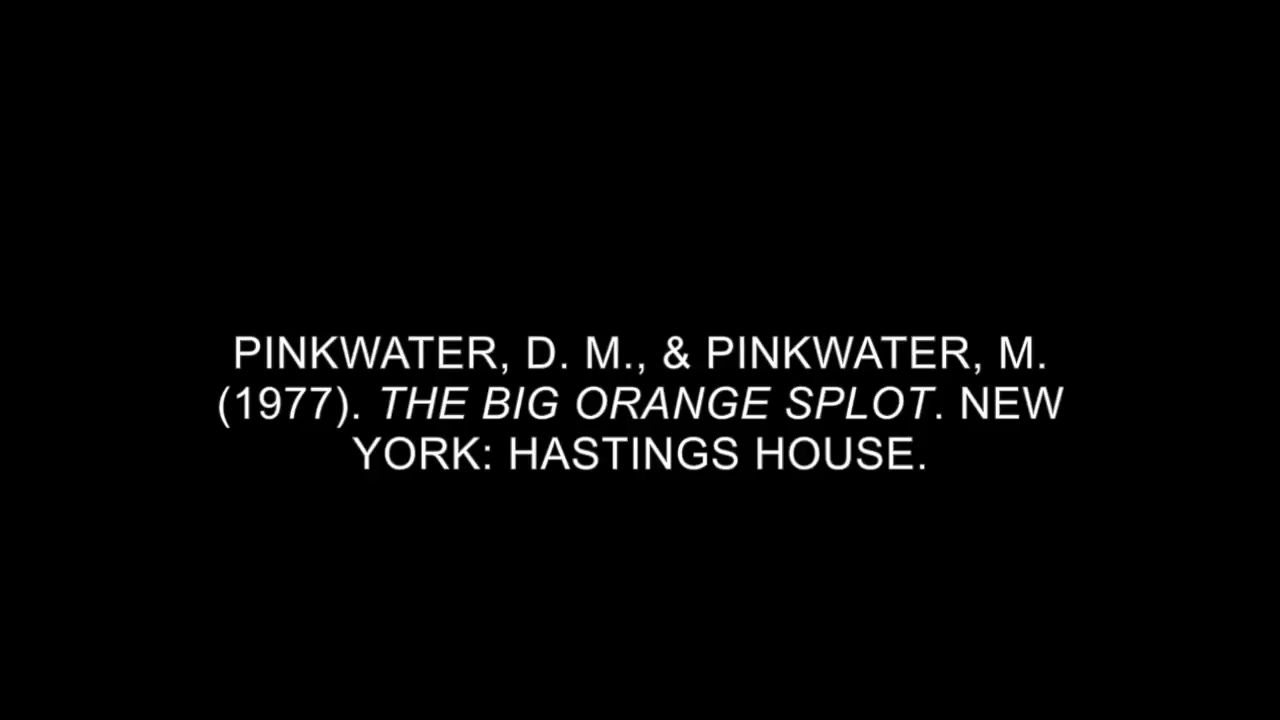 PINKWATER, D. M., & PINKWATER, M.
(1977). THE BIG ORANGE SPLOT. NEW
YORK: HASTINGS HOUSE.